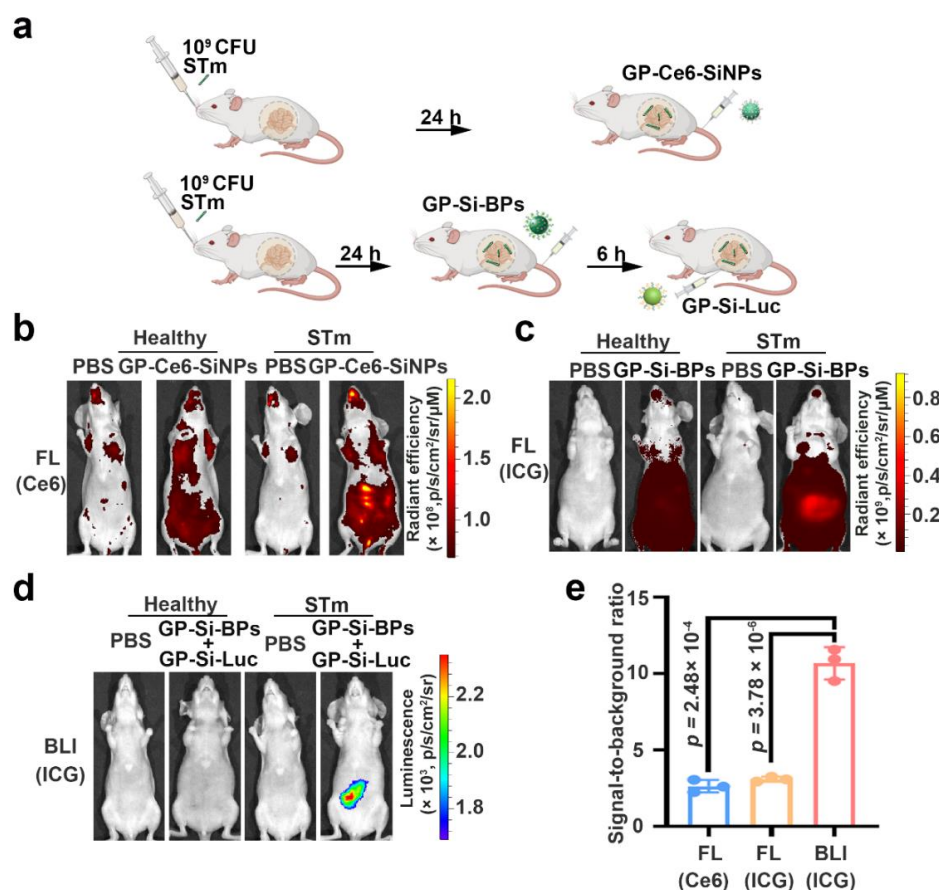 a
10⁹ CFU
STm
24 h
GP-Ce6-SiNPs
10⁹ CFU
STm
24 h
GP-Si-BPs
6 h
GP-Si-Luc
b
Healthy
STm
PBS GP-Ce6-SiNPs
PBS GP-Ce6-SiNPs
FL
(Ce6)
2.0
1.5
1.0
Radiant efficiency
(× 10⁸,p/s/cm²/sr/μM)
c
Healthy
STm
PBS GP-Si-BPs
PBS GP-Si-BPs
FL
(ICG)
0.8
0.6
0.4
0.2
Radiant efficiency
(× 10⁹,p/s/cm²/sr/μM)
d
Healthy
STm
PBS
GP-Si-BPs
+
GP-Si-Luc
PBS
GP-Si-BPs
+
GP-Si-Luc
BLI
(ICG)
2.2
2.0
1.8
Luminescence
(× 10³, p/s/cm²/sr)
e
Signal-to-background ratio
15
10
5
0
p = 2.48× 10⁻⁴
p = 3.78 × 10⁻⁶
FL
(Ce6)
FL
(ICG)
BLI
(ICG)